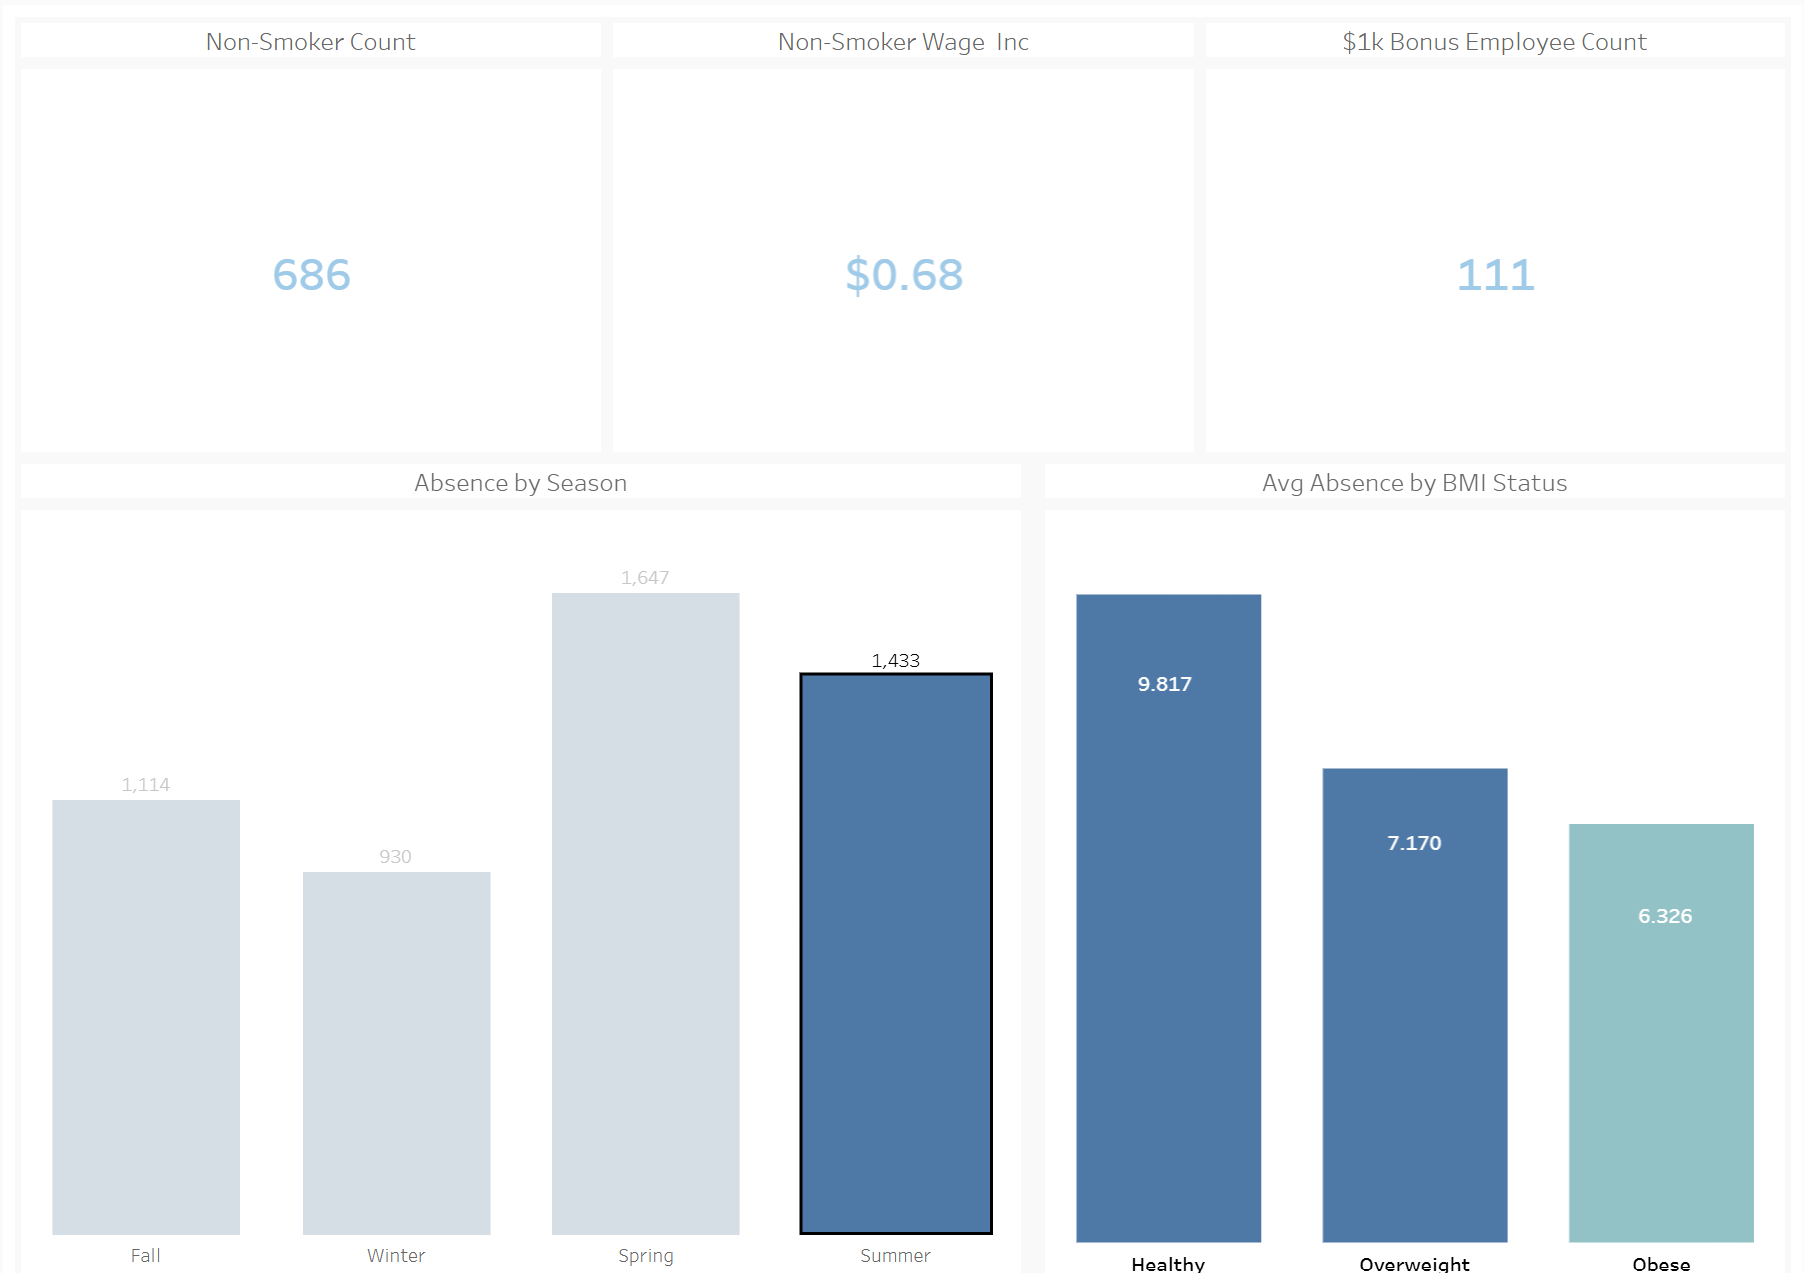 Non-Smoker Count
Non-Smoker Wage Inc
$1k Bonus Employee Count
686
$0.68
111
Absence by Season
1,114
930
1,647
1,433
Fall
Winter
Spring
Summer
Avg Absence by BMI Status
9.817
7.170
6.326
Healthy
Overweight
Obese